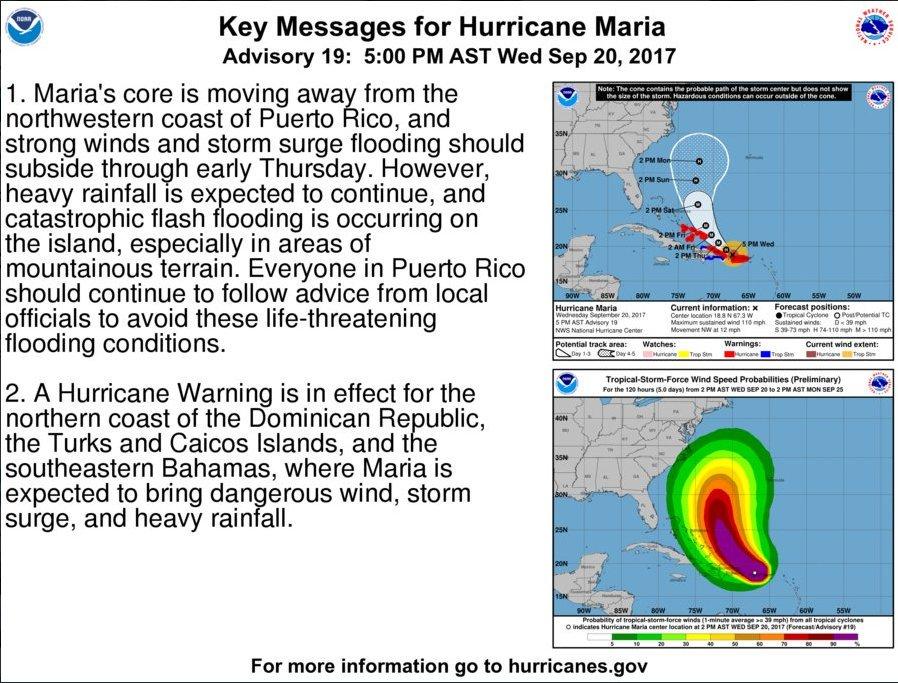 Key Messages for Hurricane Maria
Advisory 19: 5:00 PM AST Wed Sep 20, 2017
1. Maria's core is moving away from the
northwestern coast of Puerto Rico, and
strong winds and storm surge flooding should
subside through early Thursday. However,
heavy rainfall is expected to continue, and
catastrophic flash flooding is occurring on
the island, especially in areas of
mountainous terrain. Everyone in Puerto Rico
should continue to follow advice from local
officials to avoid these life-threatening
flooding conditions.
2. A Hurricane Warning is in effect for the
northern coast of the Dominican Republic,
the Turks and Caicos Islands, and the
southeastern Bahamas, where Maria is
expected to bring dangerous wind, storm
surge, and heavy rainfall.
Note: The cone contains the probable path of the storm center but does not show
the size of the storm. Hazardous conditions can occur outside of the cone.
35N
2 PM Mon
Bermuda
30N
2 PM Sun
25N
2 PM Sat
2 PM Fri
5 PM Wed
20N
2 AM Fri
2 PM Thu
15N
90W 85W 80W 75W 70W 65W 60W 55W 50W
Hurricane Maria
Wednesday September 20, 2017
5 PM AST Advisory 19
NWS National Hurricane Center
Current information: x
Center location 18.8 N 67.3 W
Maximum sustained wind 110 mph
Movement NW at 12 mph
Forecast positions:
Tropical Cyclone Post/Potential TC
Sustained winds: D < 39 mph
S 39-73 mph H 74-110 mph M > 110 mph
Potential track area:
Day 1-3 Day 4-5
Watches:
Hurricane Trop Stm
Warnings:
Hurricane Trop Stm
Current wind extent:
Hurricane Trop Stm
Tropical-Storm-Force Wind Speed Probabilities (Preliminary)
For the 120 hours (5.0 days) from 2 PM AST WED SEP 20 to 2 PM AST MON SEP 25
40N
35N
30N
25N
20N
15N
90W 85W 80W 75W 70W 65W 60W 55W
Probability of tropical-storm-force winds (1-minute average >= 39 mph) from all tropical cyclones
O indicates Hurricane Maria center location at 2 PM AST WED SEP 20, 2017 (Forecast/Advisory #19)
5 10 20 30 40 50 60 70 80 90 %
For more information go to hurricanes.gov